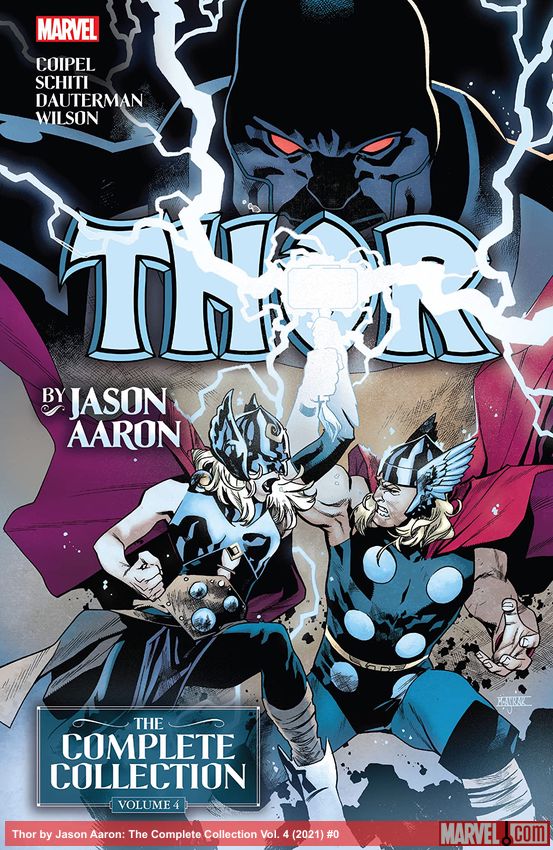 MARVEL
COIPEL
SCHITI
DAUTERMAN
WILSON
THOR
BY JASON
AARON
THE
COMPLETE
COLLECTION
VOLUME 4
Thor by Jason Aaron: The Complete Collection Vol. 4 (2021) #0
MARVEL.com